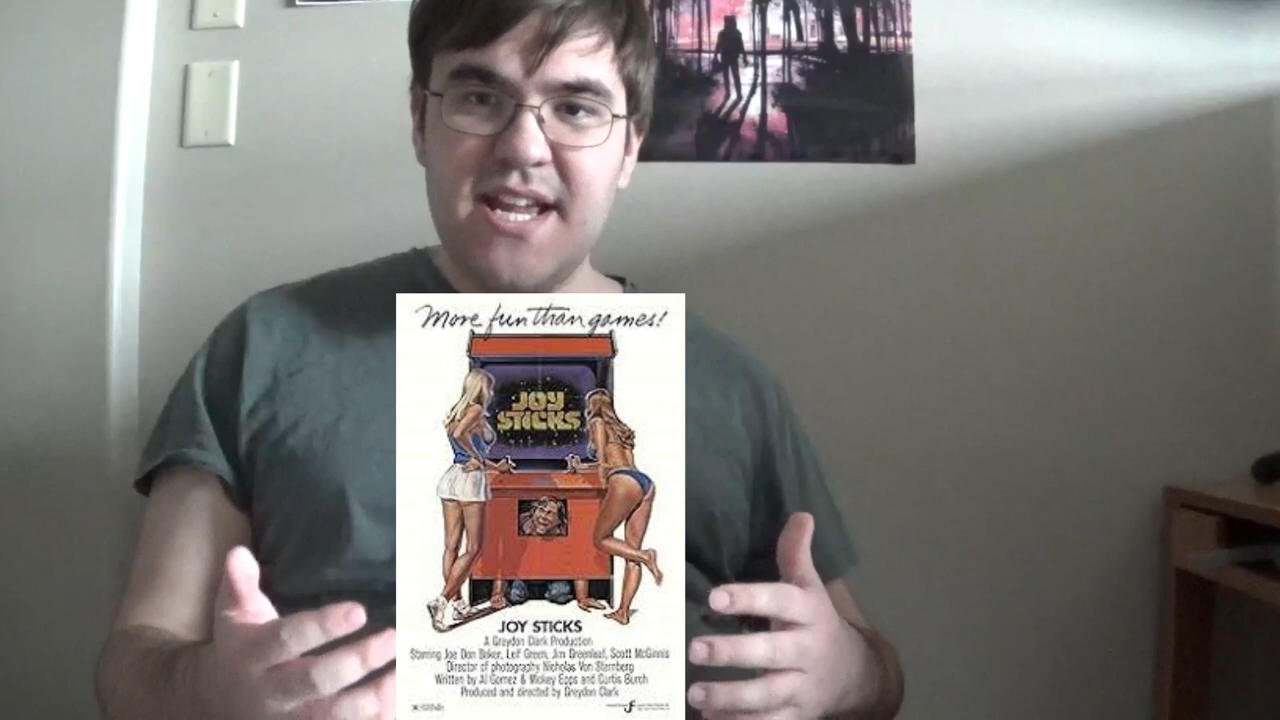 More fun than games!
JOY
STICKS
JOY STICKS
A Greydon Clark Production
Starring Joe Don Baker, Leif Green, Jim Greenleaf, Scott McGinnis
Director of photography Nicholas Von Sternberg
Written by Al Gomez & Mickey Epps and Curtis Burch
Produced and directed by Greydon Clark